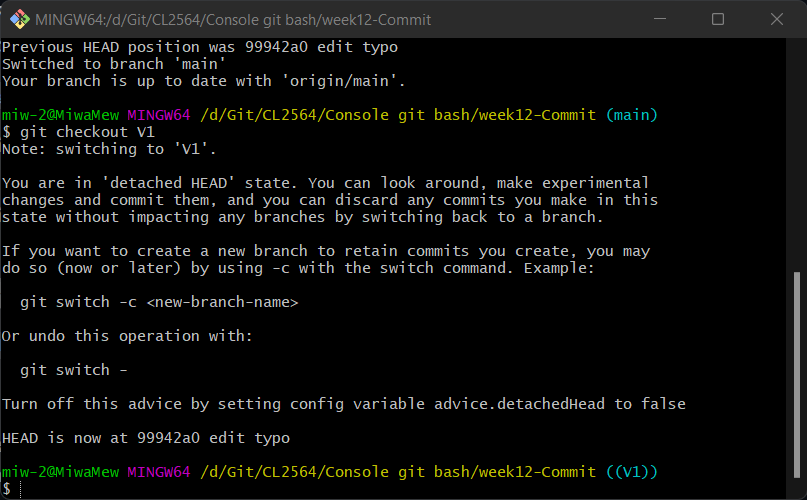 MINGW64:/d/Git/CL2564/Console git bash/week12-Commit
Previous HEAD position was 99942a0 edit typo
Switched to branch 'main'
Your branch is up to date with 'origin/main'.
miw-2@MiwaMew MINGW64 /d/Git/CL2564/Console git bash/week12-Commit (main)
$ git checkout V1
Note: switching to 'V1'.
You are in 'detached HEAD' state. You can look around, make experimental
changes and commit them, and you can discard any commits you make in this
state without impacting any branches by switching back to a branch.
If you want to create a new branch to retain commits you create, you may
do so (now or later) by using -c with the switch command. Example:
git switch -c <new-branch-name>
Or undo this operation with:
git switch -
Turn off this advice by setting config variable advice.detachedHead to false
HEAD is now at 99942a0 edit typo
miw-2@MiwaMew MINGW64 /d/Git/CL2564/Console git bash/week12-Commit ((V1))
$